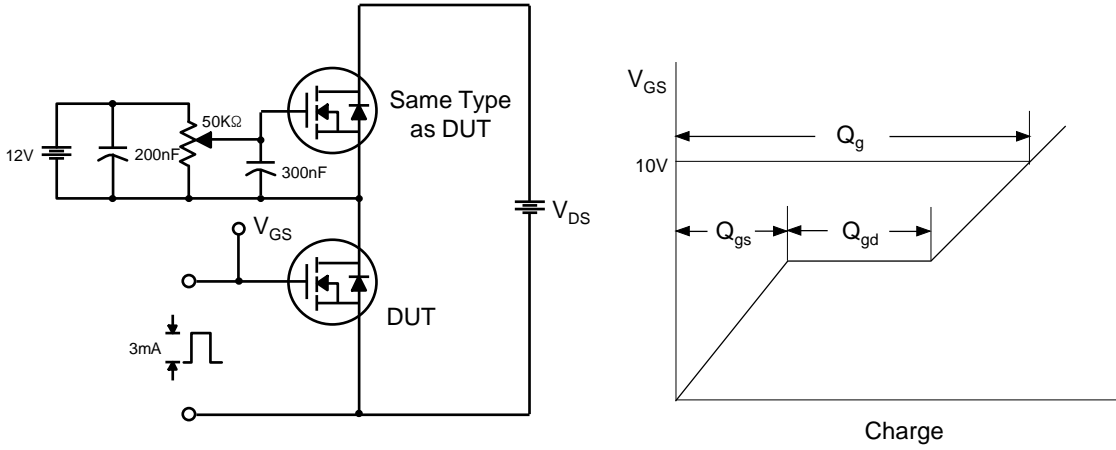 Same Type
as DUT
50KΩ
12V
200nF
300nF
V_GS
V_DS
DUT
3mA
V_GS
Q_g
10V
Q_gs
Q_gd
Charge